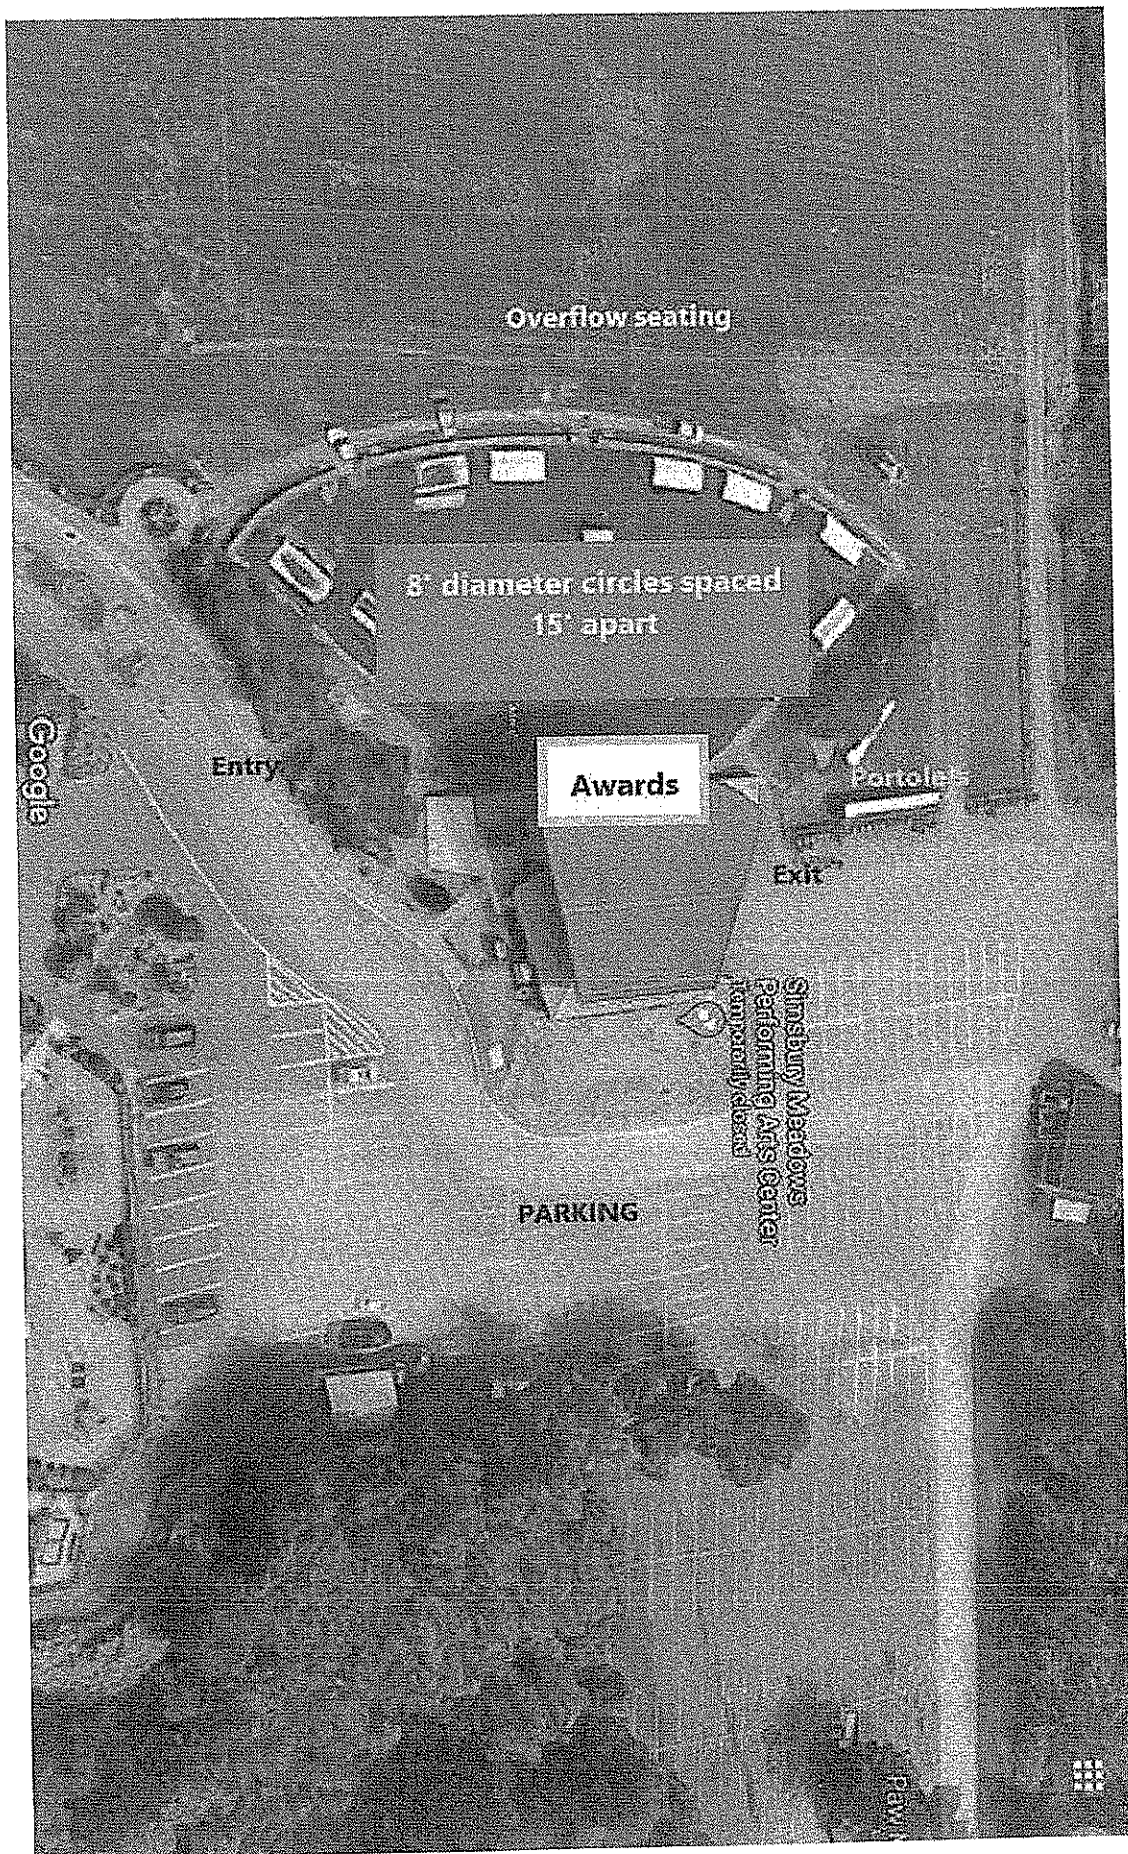 Overflow seating
8' diameter circles spaced
15' apart
Entry
Awards
Exit
Google
Simsbury Meadows
Performing Arts Center
Temporarily closed
PARKING